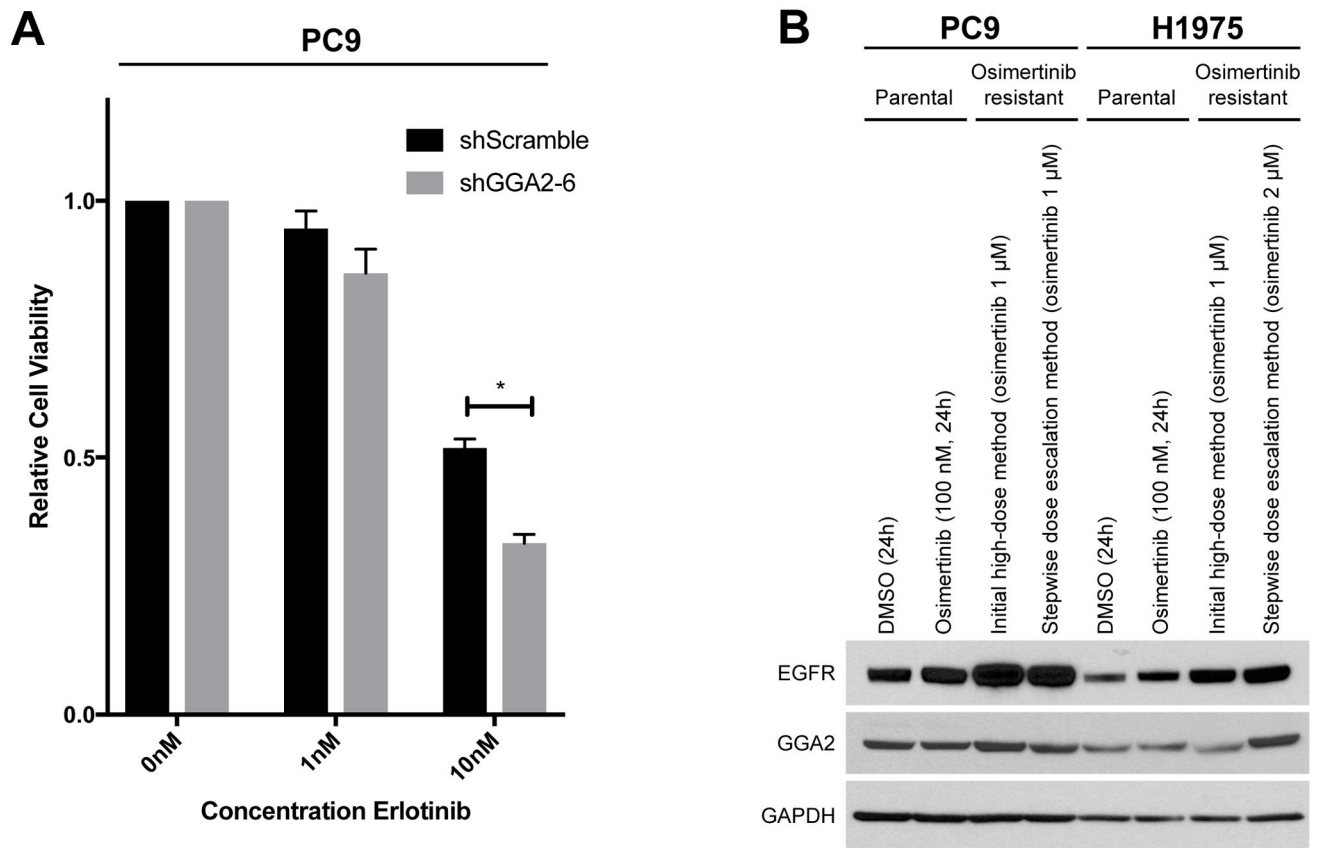 A
PC9
shScramble
shGGA2-6
*
Relative Cell Viability
1.0
0.5
0.0
0nM
1nM
10nM
Concentration Erlotinib
B
PC9
H1975
Parental
Osimertinib
resistant
Parental
Osimertinib
resistant
DMSO (24h)
Osimertinib (100 nM, 24h)
Initial high-dose method (osimertinib 1 µM)
Stepwise dose escalation method (osimertinib 1 µM)
DMSO (24h)
Osimertinib (100 nM, 24h)
Initial high-dose method (osimertinib 1 µM)
Stepwise dose escalation method (osimertinib 2 µM)
EGFR
GGA2
GAPDH